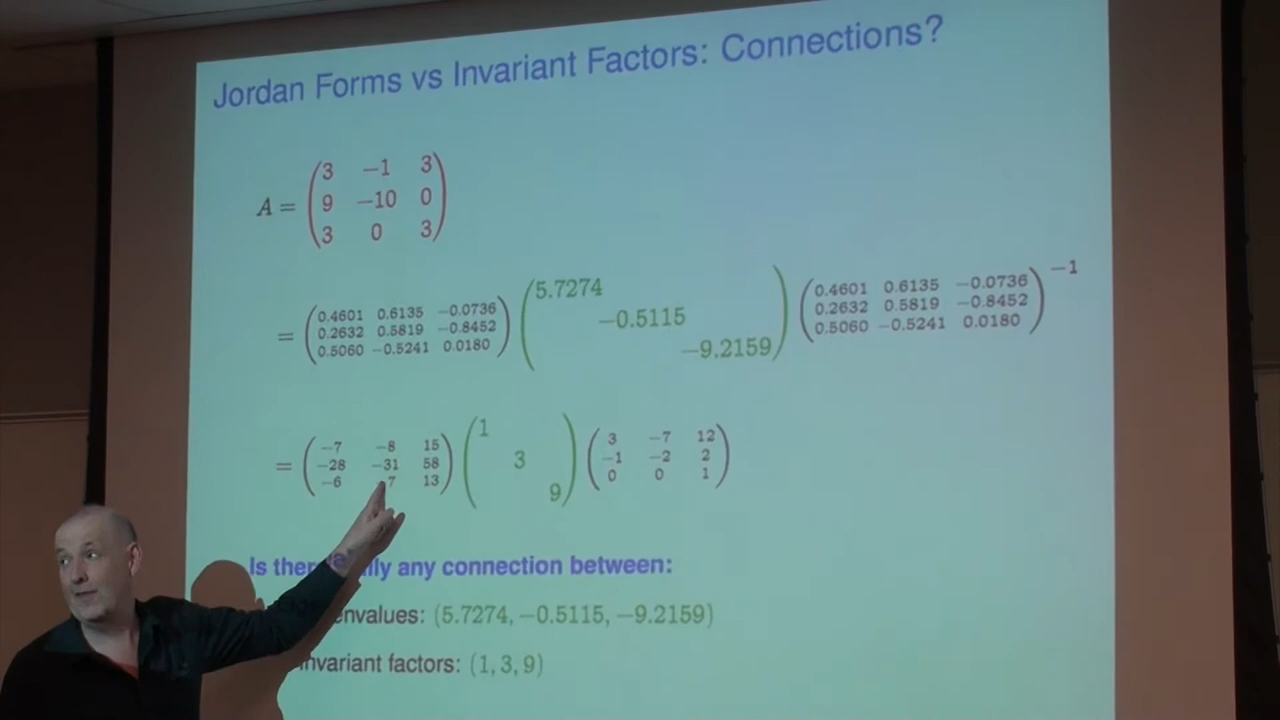 Jordan Forms vs Invariant Factors: Connections?
3 −1 3
A = 9 −10 0
3 0 3
−1
0.4601 0.6135 −0.0736 5.7274 0.4601 0.6135 −0.0736
= 0.2632 0.5819 −0.8452 −0.5115 0.2632 0.5819 −0.8452
0.5060 −0.5241 0.0180 −9.2159 0.5060 −0.5241 0.0180
−7 −8 15 1 3 −7 12
= −28 −31 58 3 −1 −2 2
−6 7 13 9 0 0 1
Is any connection between:
(5.7274, −0.5115, −9.2159)
nvariant factors: (1, 3, 9)